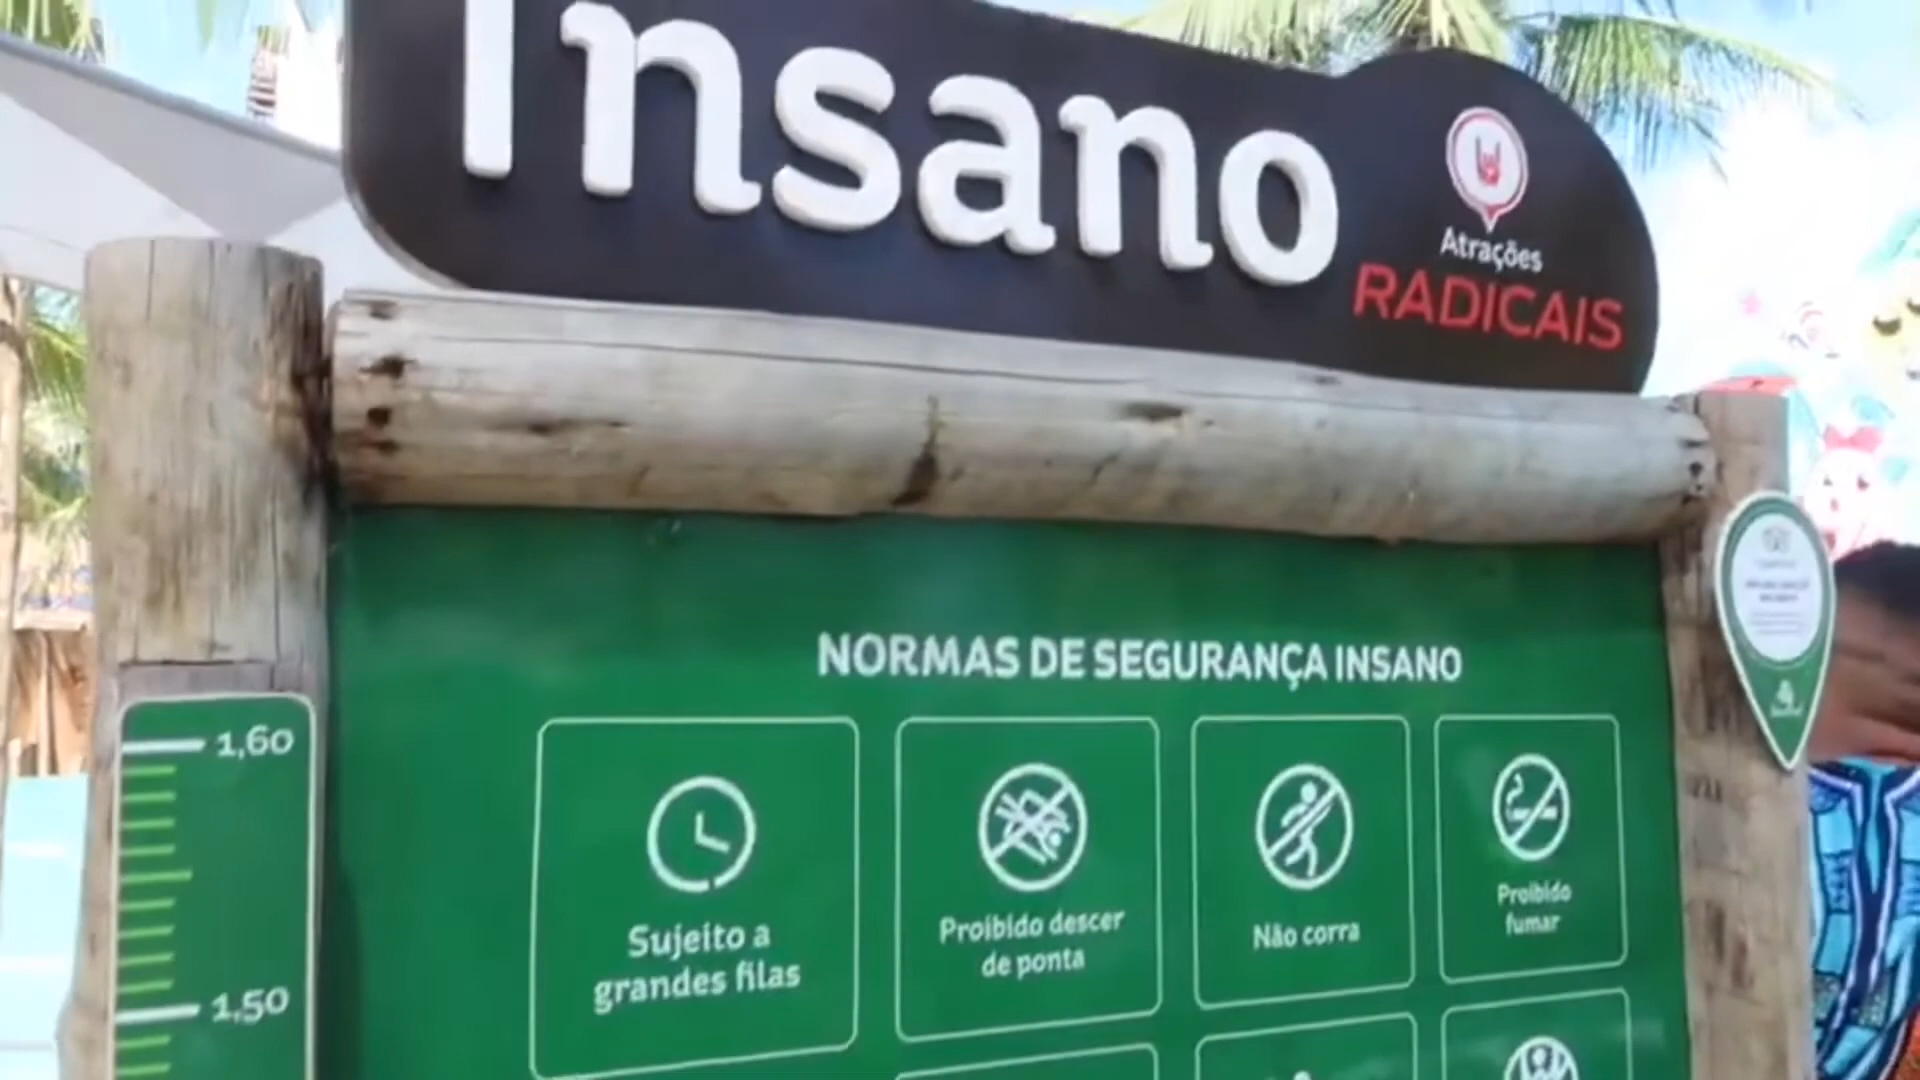 Insano
Atrações
RADICAIS
NORMAS DE SEGURANÇA INSANO
1,60
1,50
Sujeito a
grandes filas
Proibido descer
de ponta
Não corra
Proibido
fumar